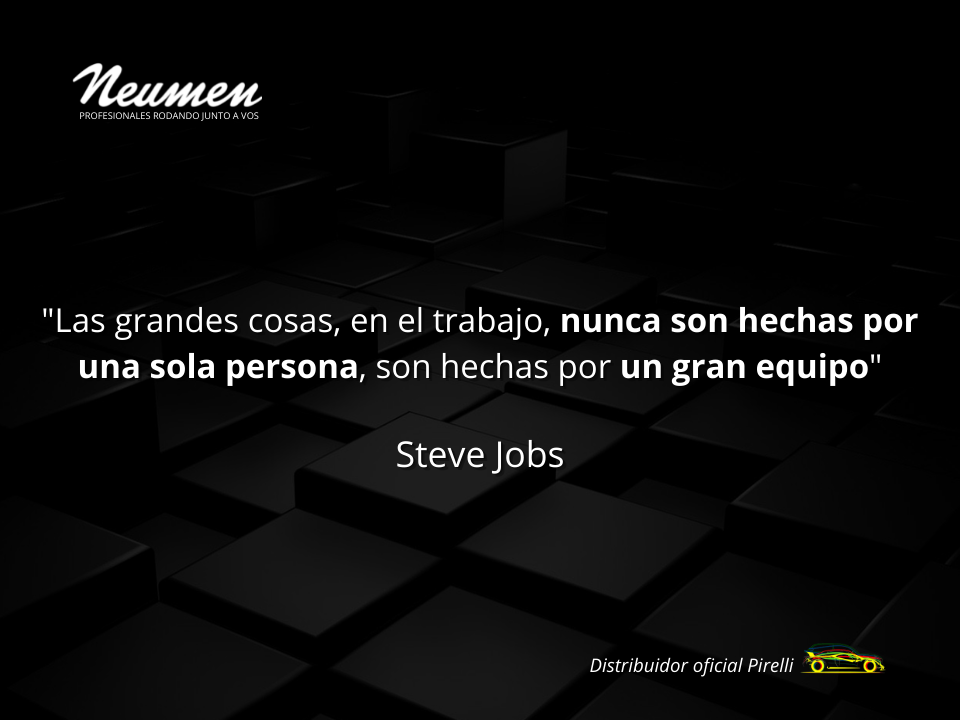 Neumen
PROFESIONALES RODANDO JUNTO A VOS
"Las grandes cosas, en el trabajo, nunca son hechas por
una sola persona, son hechas por un gran equipo"
Steve Jobs
Distribuidor oficial Pirelli